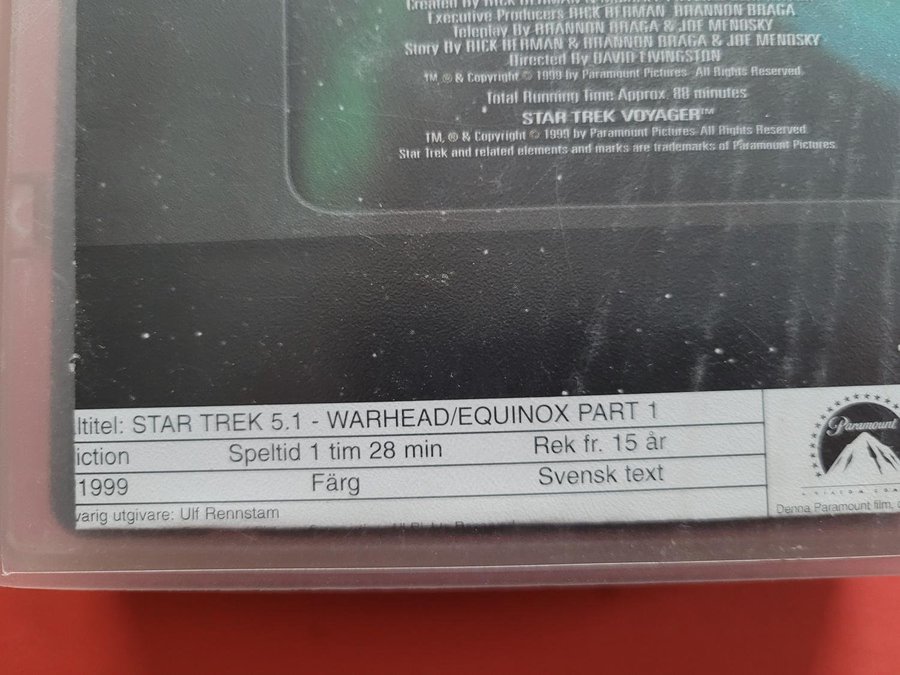 Created By RICK BERMAN &
Executive Producers RICK BERMAN, BRANNON BRAGA
Teleplay By BRANNON BRAGA & JOE MENOSKY
Story By RICK BERMAN & BRANNON BRAGA & JOE MENOSKY
Directed By DAVID LIVINGSTON
TM, ® & Copyright © 1999 by Paramount Pictures. All Rights Reserved.
Total Running Time Approx. 88 minutes
STAR TREK VOYAGER™
TM, ® & Copyright © 1999 by Paramount Pictures. All Rights Reserved
Star Trek and related elements and marks are trademarks of Paramount Pictures.
ltitel: STAR TREK 5.1 - WARHEAD/EQUINOX PART 1
iction Speltid 1 tim 28 min Rek fr. 15 år
1999 Färg Svensk text
varig utgivare: Ulf Rennstam
Paramount
Denna Paramount film,